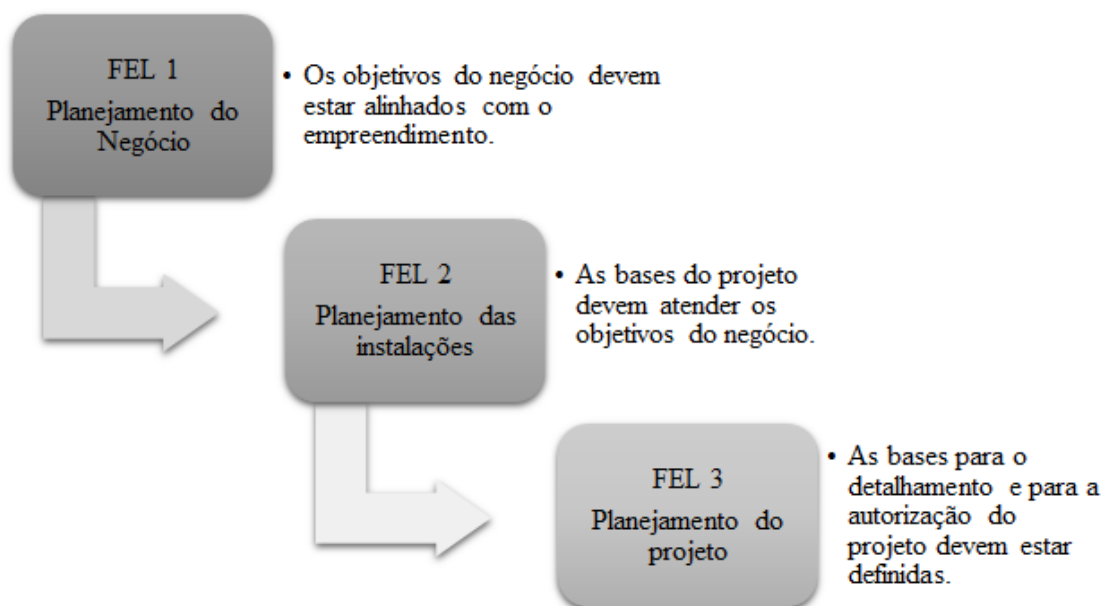 FEL 1
Planejamento do
Negócio
• Os objetivos do negócio devem
estar alinhados com o
empreendimento.
FEL 2
Planejamento das
instalações
• As bases do projeto
devem atender os
objetivos do negócio.
FEL 3
Planejamento do
projeto
• As bases para o
detalhamento e para a
autorização do
projeto devem estar
definidas.